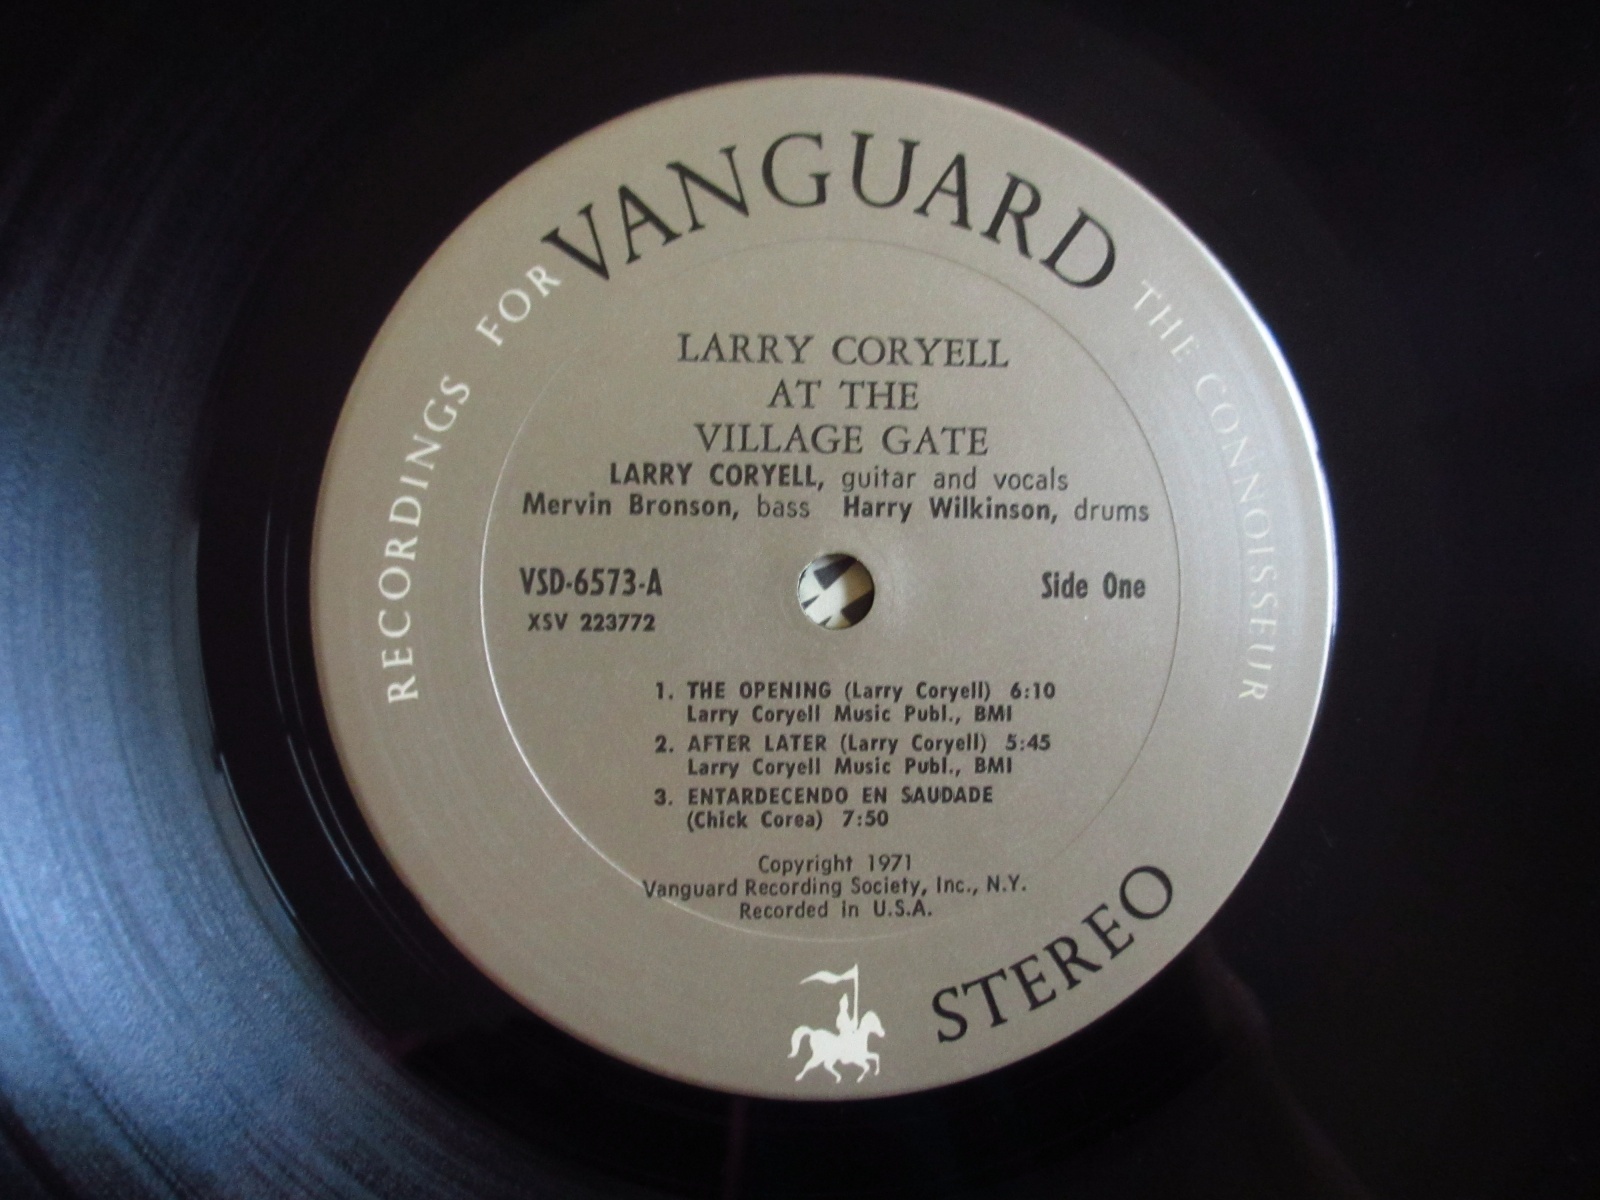 VANGUARD
RECORDINGS FOR THE CONNOISSEUR
LARRY CORYELL
AT THE
VILLAGE GATE
LARRY CORYELL, guitar and vocals
Mervin Bronson, bass Harry Wilkinson, drums
VSD-6573-A Side One
XSV 223772
1. THE OPENING (Larry Coryell) 6:10
Larry Coryell Music Publ., BMI
2. AFTER LATER (Larry Coryell) 5:45
Larry Coryell Music Publ., BMI
3. ENTARDECENDO EN SAUDADE
(Chick Corea) 7:50
Copyright 1971
Vanguard Recording Society, Inc., N.Y.
Recorded in U.S.A.
STEREO